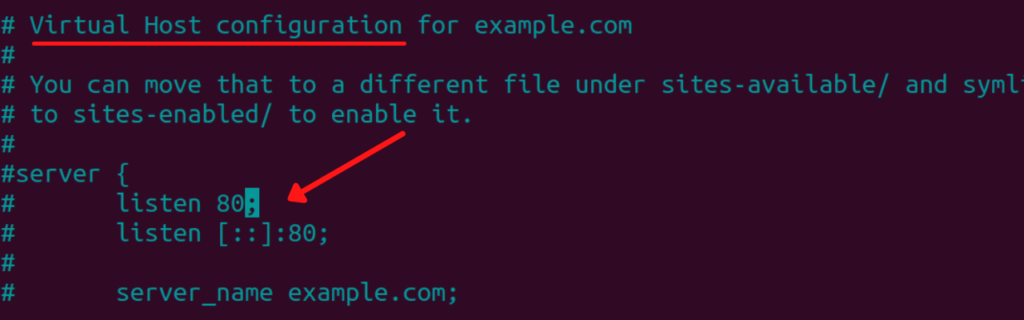 # Virtual Host configuration for example.com
#
# You can move that to a different file under sites-available/ and
# to sites-enabled/ to enable it.
#
#server {
#       listen 80;
#       listen [::]:80;
#
#       server_name example.com;